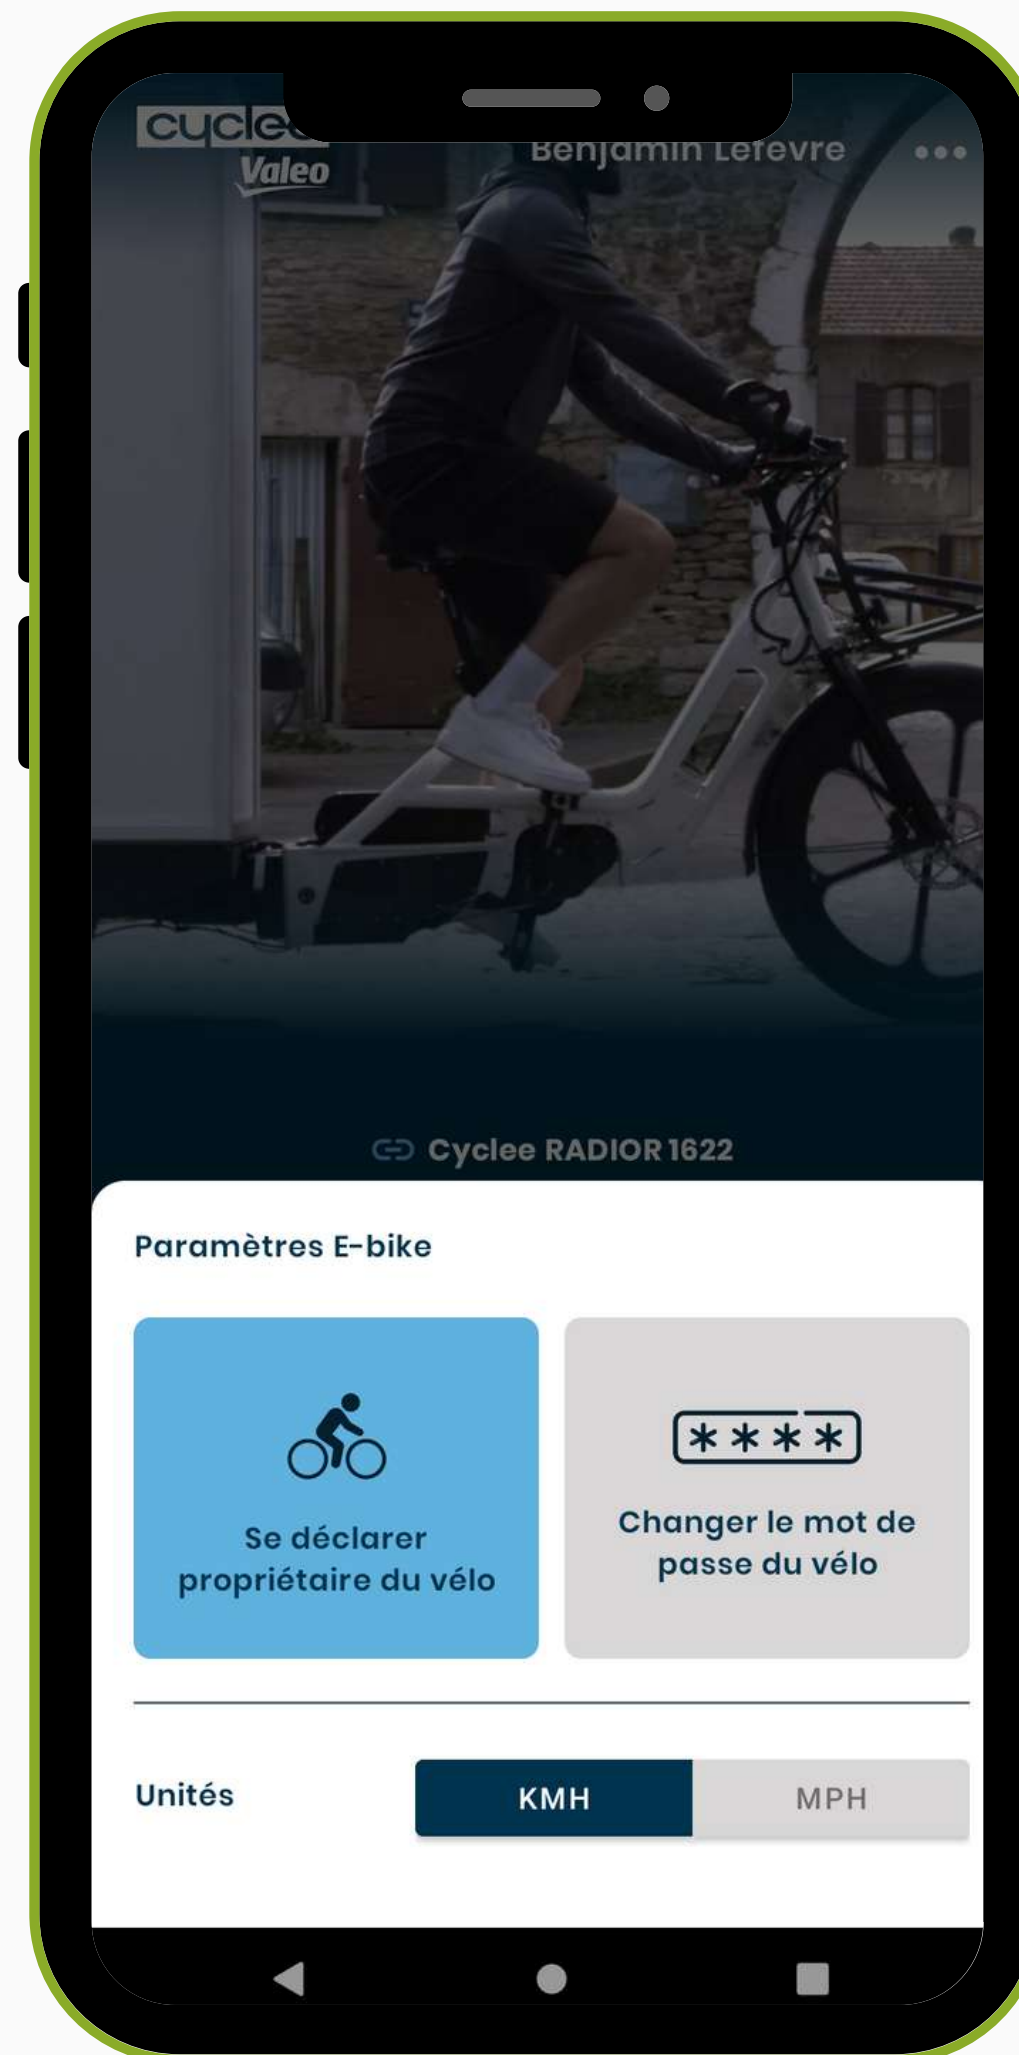 Valeo
Benjamin Lefevre
Cyclee RADIOR 1622
Paramètres E-bike
Se déclarer
propriétaire du vélo
* * * *
Changer le mot de
passe du vélo
Unités
KMH
MPH